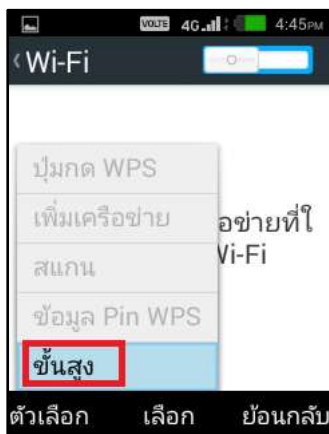 VOLTE 4G 4:45PM
Wi-Fi
ปุ่มกด WPS
เพิ่มเครือข่าย
อข่ายที่ใ
สแกน
Wi-Fi
ข้อมูล Pin WPS
ขั้นสูง
ตัวเลือก เลือก ย้อนกลับ